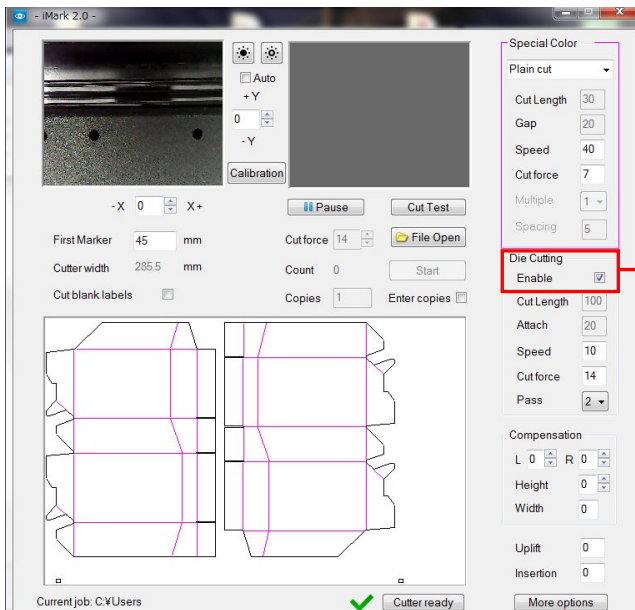 - iMark 2.0 -
Auto
+ Y
0
- Y
Calibration
- X 0 X +
Pause
Cut Test
First Marker 45 mm
Cut force 14
File Open
Cutter width 285.5 mm
Count 0
Start
Cut blank labels
Copies 1
Enter copies
Special Color
Plain cut
Cut Length 30
Gap 20
Speed 40
Cut force 7
Multiple 1
Spacing 5
Die Cutting
Enable
Cut Length 100
Attach 20
Speed 10
Cut force 14
Pass 2
Compensation
L 0 R 0
Height 0
Width 0
Uplift 0
Insertion 0
Current job: C:¥Users
Cutter ready
More options